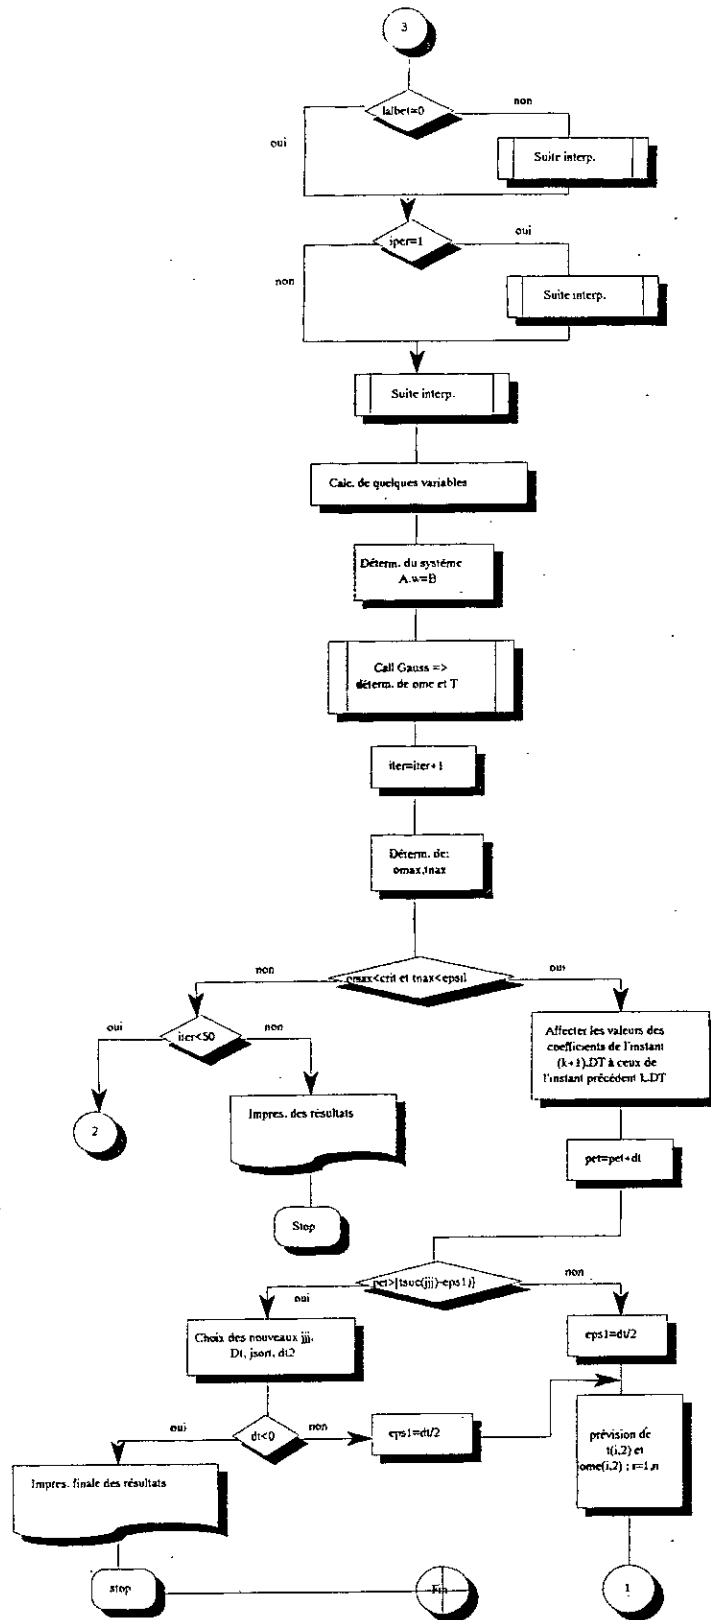 3
lalbet=0
non
oui
Suite interp.
iper=1
oui
non
Suite interp.
Suite interp.
Calc. de quelques variables
Déterm. du système
A.w=B
Call Gauss =>
déterm. de ome et T
iter=iter+1
Déterm. de:
omax,tmax
omax<crit et tmax<epsil
non
oui
iter<50
oui
non
Affecter les valeurs des
coefficients de l'instant
(k+1).DT à ceux de
l'instant précédent k.DT
2
Impres. des résultats
pet=pet+dt
Stop
pet>[tsuc(jjj)-eps1)}
non
oui
Choix des nouveaux jjj,
Dt, jsort, dt2
eps1=dt/2
dt<0
oui
non
eps1=dt/2
prévision de
t(i,2) et
ome(i,2) ; i=1,n
Impres. finale des résultats
stop
Fin
1